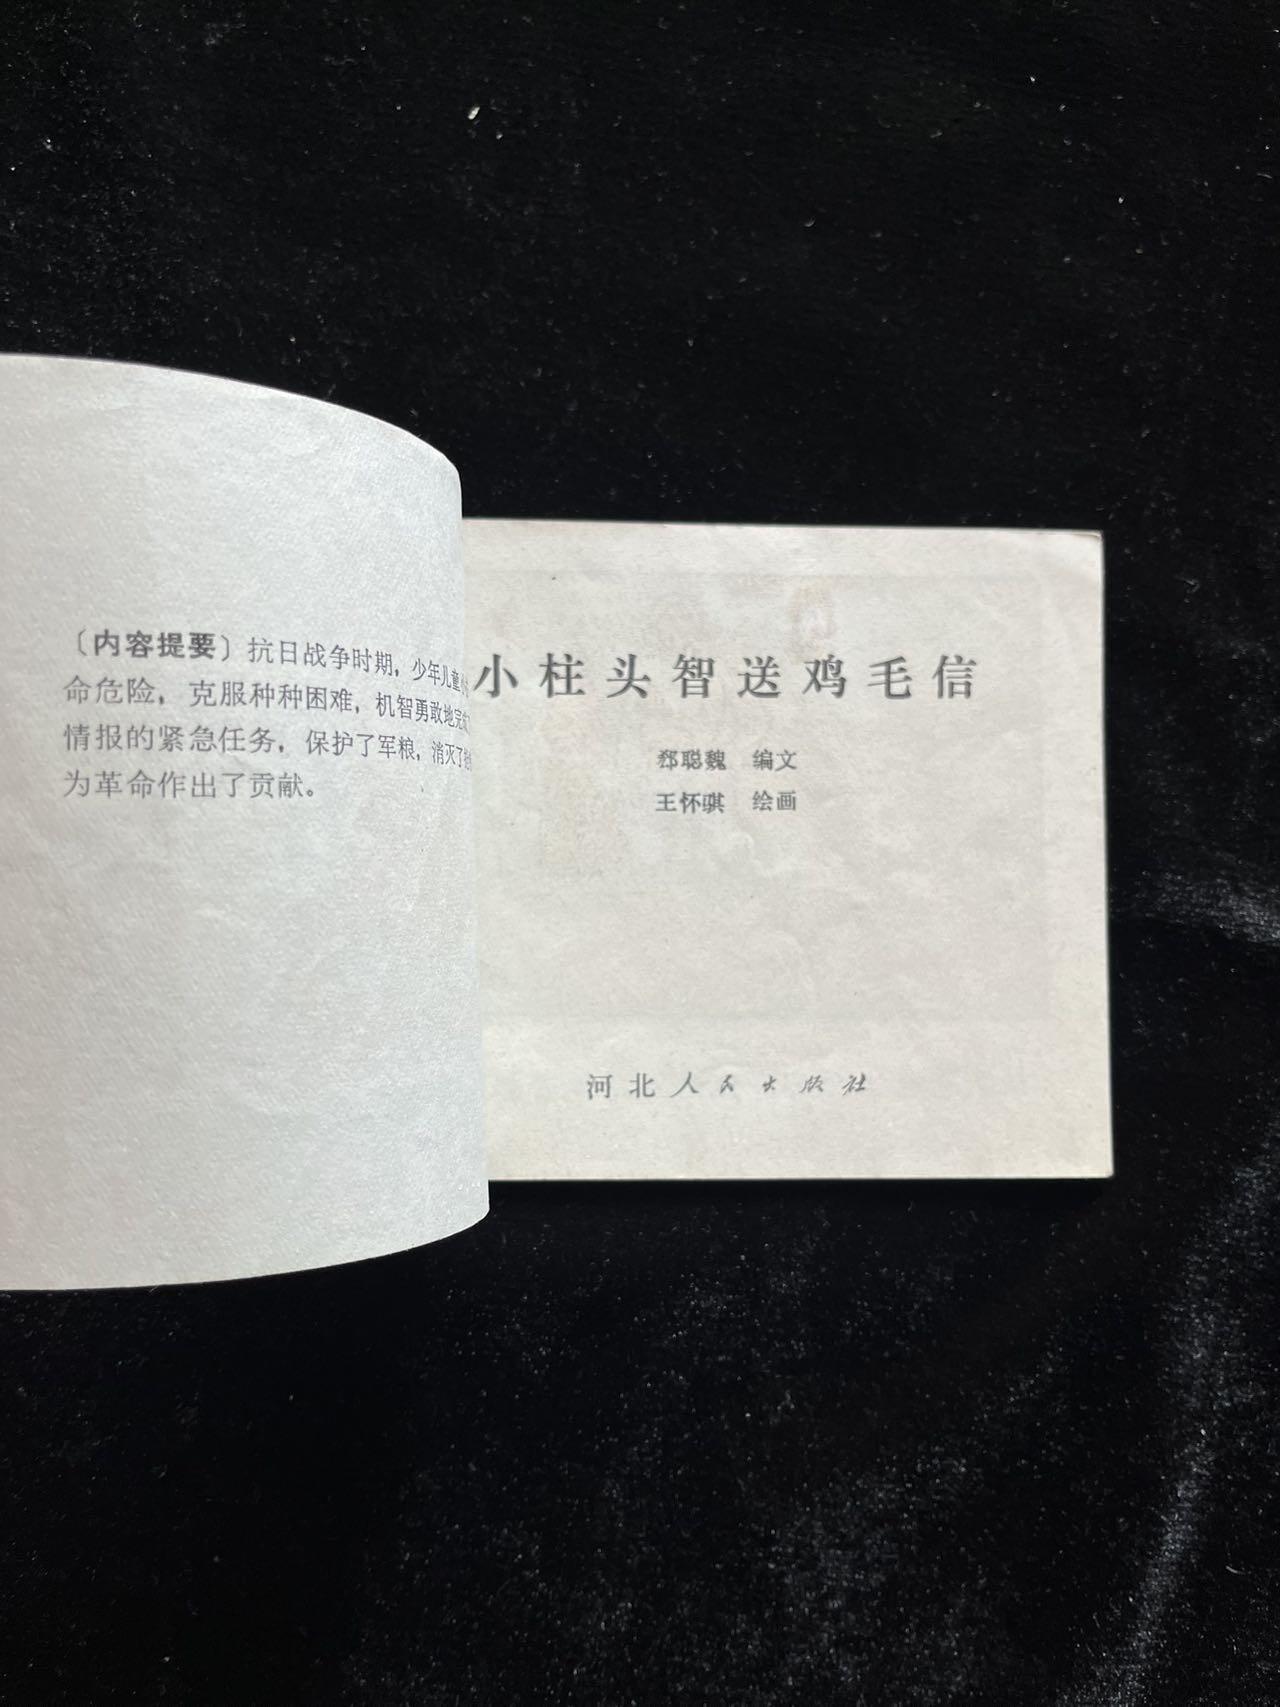 〔内容提要〕抗日战争时期，少年儿童小
命危险，克服种种困难，机智勇敢地完
情报的紧急任务，保护了军粮，消灭了
为革命作出了贡献。
小柱头智送鸡毛信
郄聪魏 编文
王怀骐 绘画
河北人民出版社